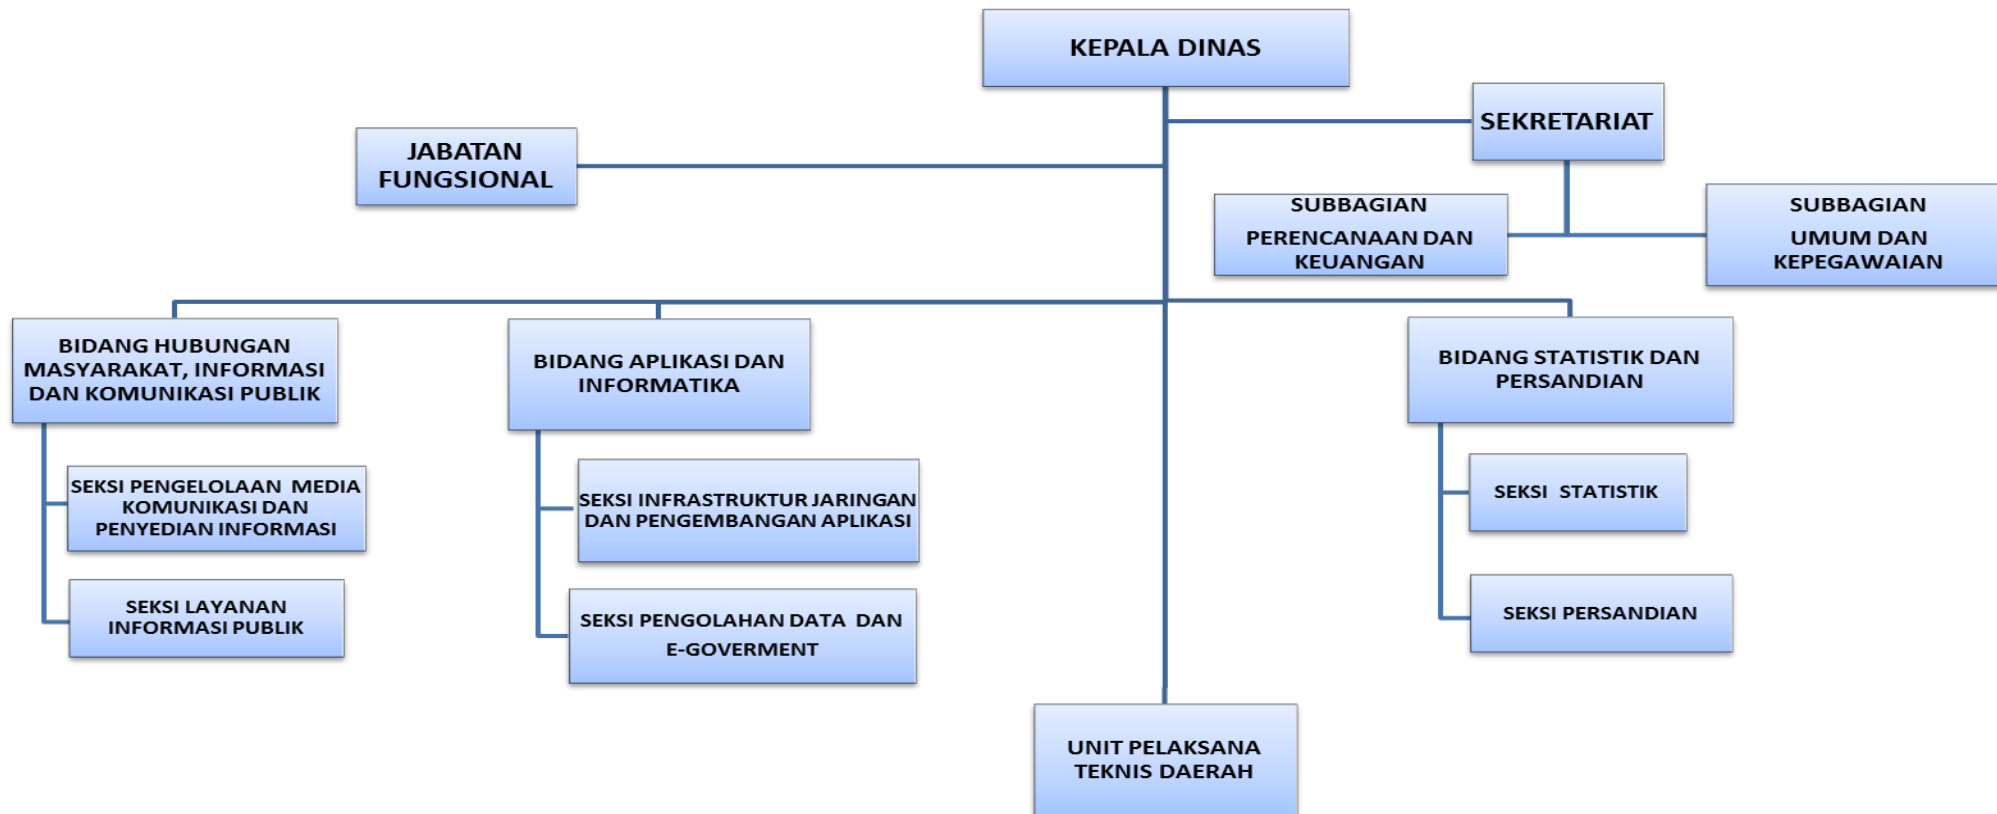 KEPALA DINAS
SEKRETARIAT
JABATAN
FUNGSIONAL
SUBBAGIAN
PERENCANAAN DAN
KEUANGAN
SUBBAGIAN
UMUM DAN
KEPEGAWAIAN
BIDANG HUBUNGAN
MASYARAKAT, INFORMASI
DAN KOMUNIKASI PUBLIK
BIDANG APLIKASI DAN
INFORMATIKA
BIDANG STATISTIK DAN
PERSANDIAN
SEKSI PENGELOLAAN MEDIA
KOMUNIKASI DAN
PENYEDIAN INFORMASI
SEKSI LAYANAN
INFORMASI PUBLIK
SEKSI INFRASTRUKTUR JARINGAN
DAN PENGEMBANGAN APLIKASI
SEKSI PENGOLAHAN DATA DAN
E-GOVERMENT
SEKSI STATISTIK
SEKSI PERSANDIAN
UNIT PELAKSANA
TEKNIS DAERAH